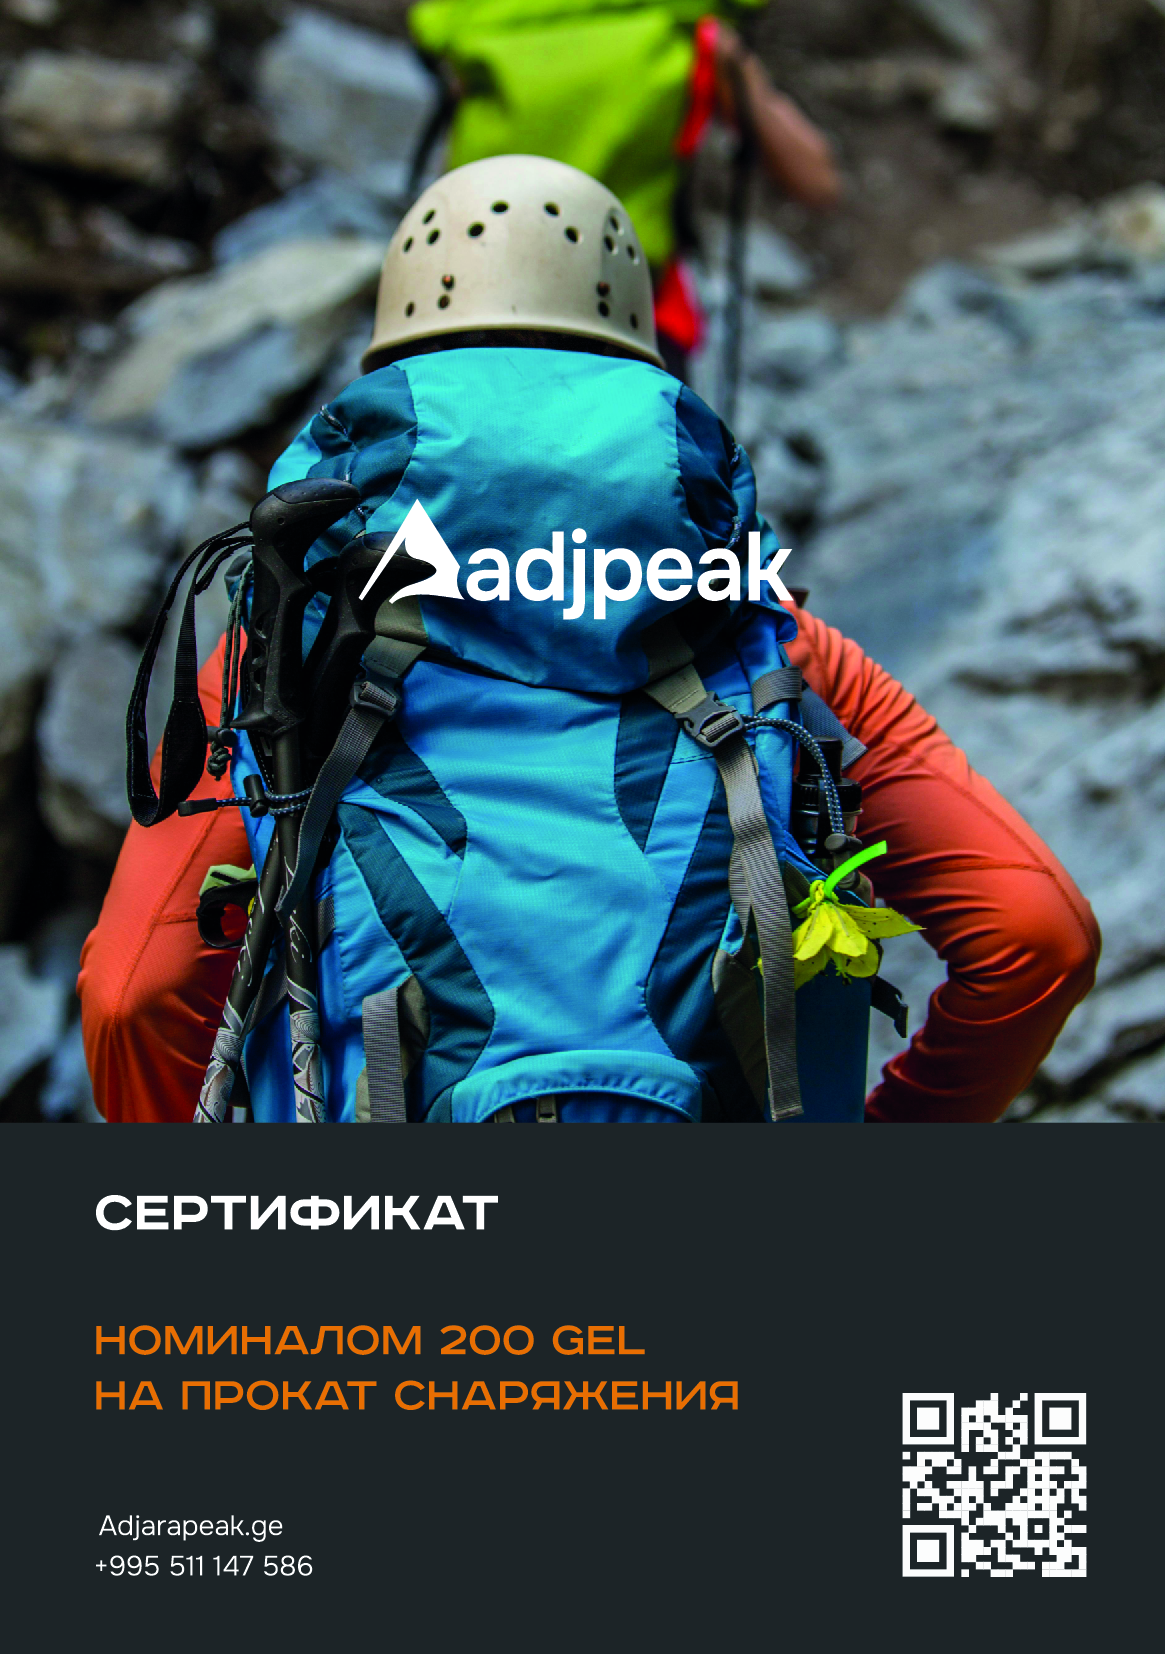 adjpeak
СЕРТИФИКАТ
НОМИНАЛОМ 200 GEL
НА ПРОКАТ СНАРЯЖЕНИЯ
Adjarapeak.ge
+995 511 147 586